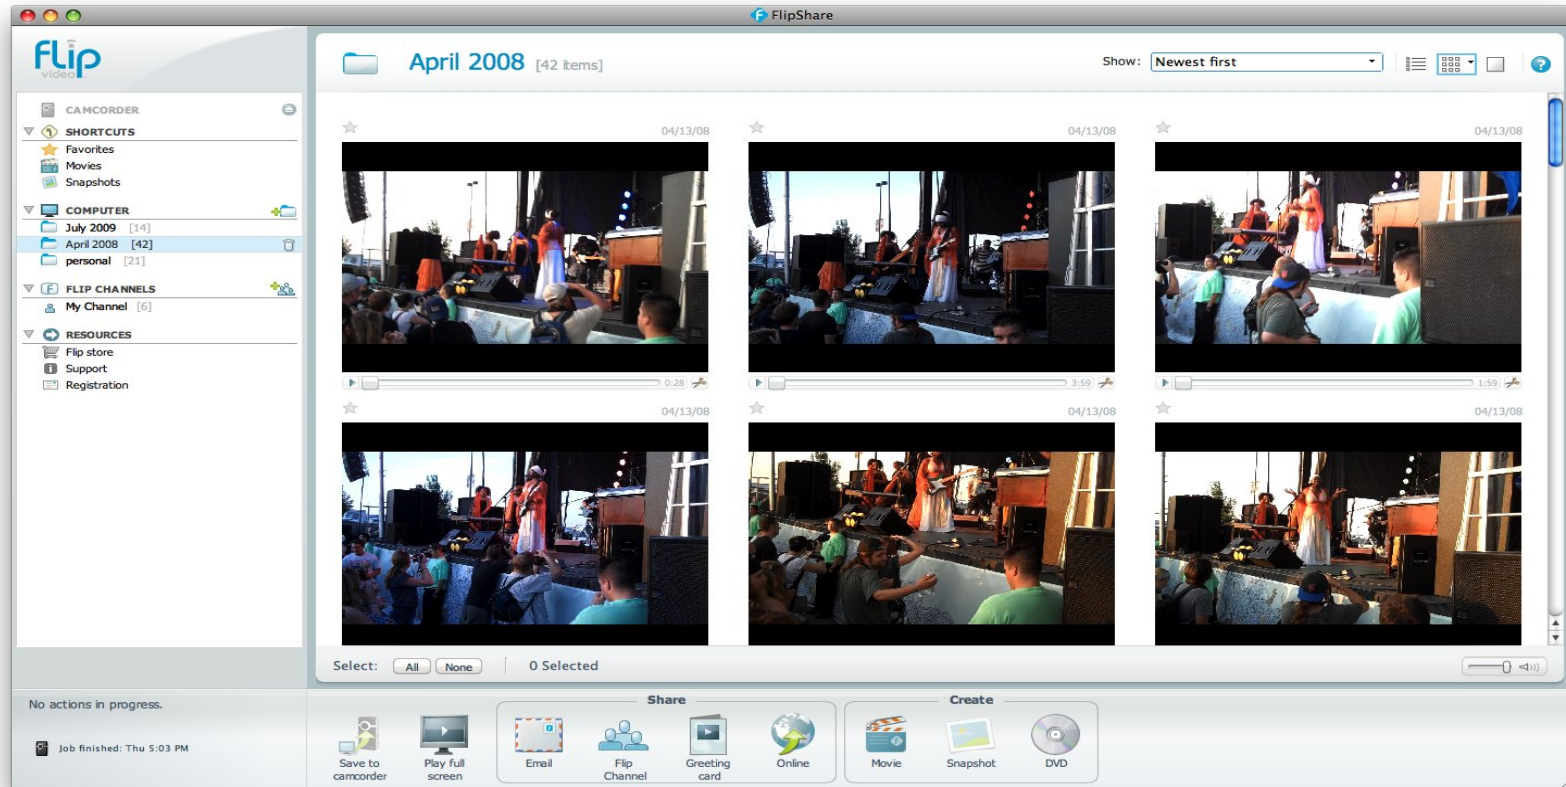 FlipShare
flip
video
CAMCORDER
SHORTCUTS
Favorites
Movies
Snapshots
COMPUTER
July 2009 [14]
April 2008 [42]
personal [21]
FLIP CHANNELS
My Channel [6]
RESOURCES
Flip store
Support
Registration
No actions in progress.
Job finished: Thu 5:03 PM
April 2008 [42 items]
Show: Newest first
04/13/08 04/13/08 04/13/08
0:28 3:59 1:59
04/13/08 04/13/08 04/13/08
Select: All None 0 Selected
Share
Save to camcorder
Play full screen
Email
Flip Channel
Greeting card
Online
Create
Movie
Snapshot
DVD